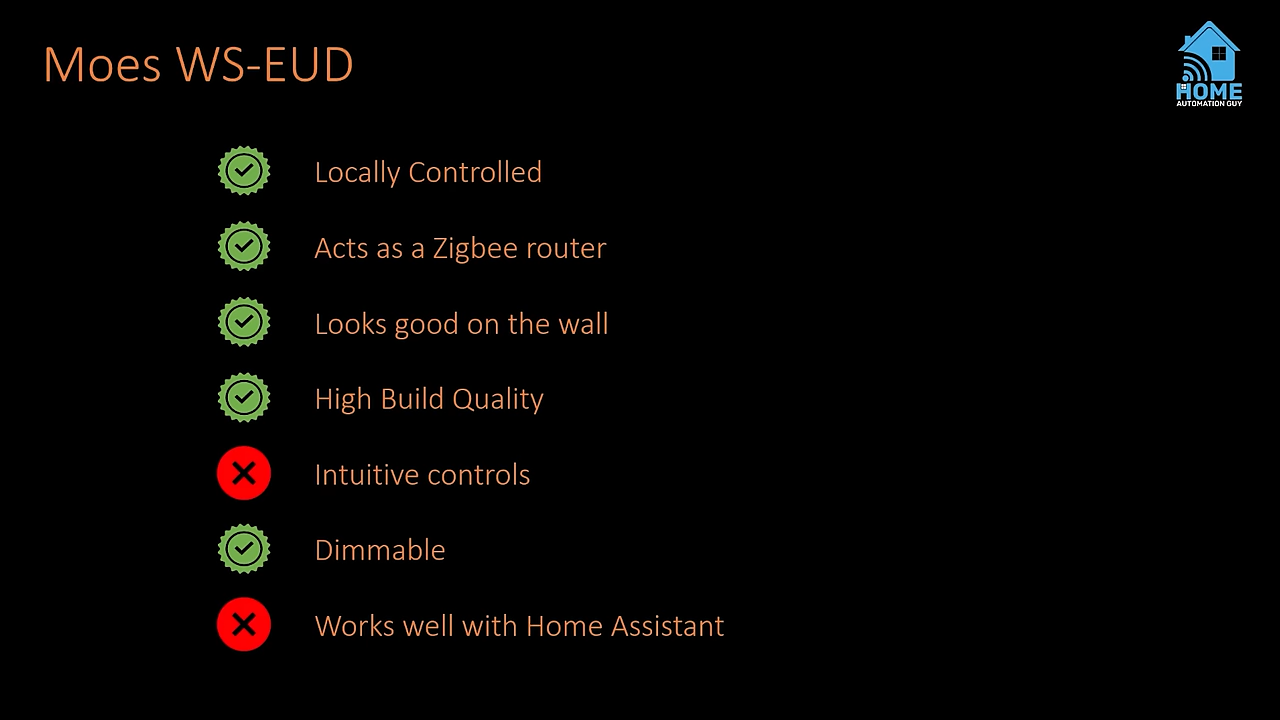 Moes WS-EUD
HOME
AUTOMATION GUY
Locally Controlled
Acts as a Zigbee router
Looks good on the wall
High Build Quality
Intuitive controls
Dimmable
Works well with Home Assistant